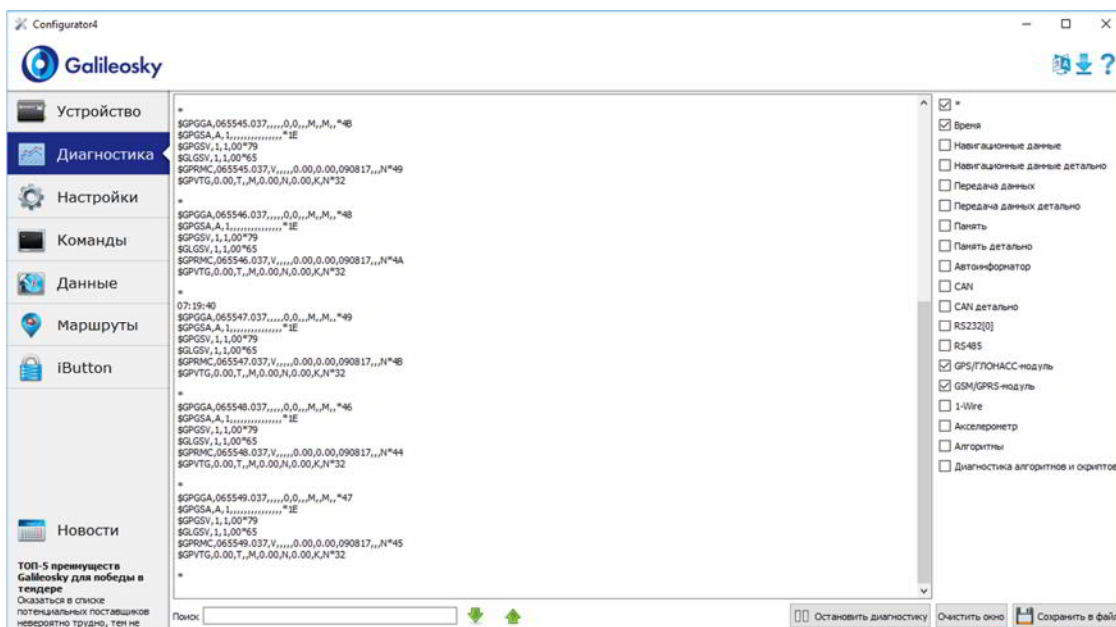 Configurator4
Galileosky
Устройство
Диагностика
Настройки
Команды
Данные
Маршруты
iButton
Новости
ТОП-5 преимуществ
Galileosky для победы в
тендере
Оказаться в списке
потенциальных поставщиков
невероятно трудно, тем не
*
$GPGGA,065545.037,,,,,0,0,,,M,,M,,*4B
$GPGSA,A,1,,,,,,,,,,,,,,,*1E
$GPGSV,1,1,00*79
$GLGSV,1,1,00*65
$GPRMC,065545.037,V,,,,,0.00,0.00,090817,,,N*49
$GPVTG,0.00,T,,M,0.00,N,0.00,K,N*32
*
$GPGGA,065546.037,,,,,0,0,,,M,,M,,*48
$GPGSA,A,1,,,,,,,,,,,,,,,*1E
$GPGSV,1,1,00*79
$GLGSV,1,1,00*65
$GPRMC,065546.037,V,,,,,0.00,0.00,090817,,,N*4A
$GPVTG,0.00,T,,M,0.00,N,0.00,K,N*32
*
07:19:40
$GPGGA,065547.037,,,,,0,0,,,M,,M,,*49
$GPGSA,A,1,,,,,,,,,,,,,,,*1E
$GPGSV,1,1,00*79
$GLGSV,1,1,00*65
$GPRMC,065547.037,V,,,,,0.00,0.00,090817,,,N*4B
$GPVTG,0.00,T,,M,0.00,N,0.00,K,N*32
*
$GPGGA,065548.037,,,,,0,0,,,M,,M,,*46
$GPGSA,A,1,,,,,,,,,,,,,,,*1E
$GPGSV,1,1,00*79
$GLGSV,1,1,00*65
$GPRMC,065548.037,V,,,,,0.00,0.00,090817,,,N*44
$GPVTG,0.00,T,,M,0.00,N,0.00,K,N*32
*
$GPGGA,065549.037,,,,,0,0,,,M,,M,,*47
$GPGSA,A,1,,,,,,,,,,,,,,,*1E
$GPGSV,1,1,00*79
$GLGSV,1,1,00*65
$GPRMC,065549.037,V,,,,,0.00,0.00,090817,,,N*45
$GPVTG,0.00,T,,M,0.00,N,0.00,K,N*32
*
*
Время
Навигационные данные
Навигационные данные детально
Передача данных
Передача данных детально
Память
Память детально
Автоинформатор
CAN
CAN детально
RS232[0]
RS485
GPS/ГЛОНАСС-модуль
GSM/GPRS-модуль
1-Wire
Акселерометр
Алгоритмы
Диагностика алгоритмов и скриптов
Поиск:
Остановить диагностику
Очистить окно
Сохранить в файл